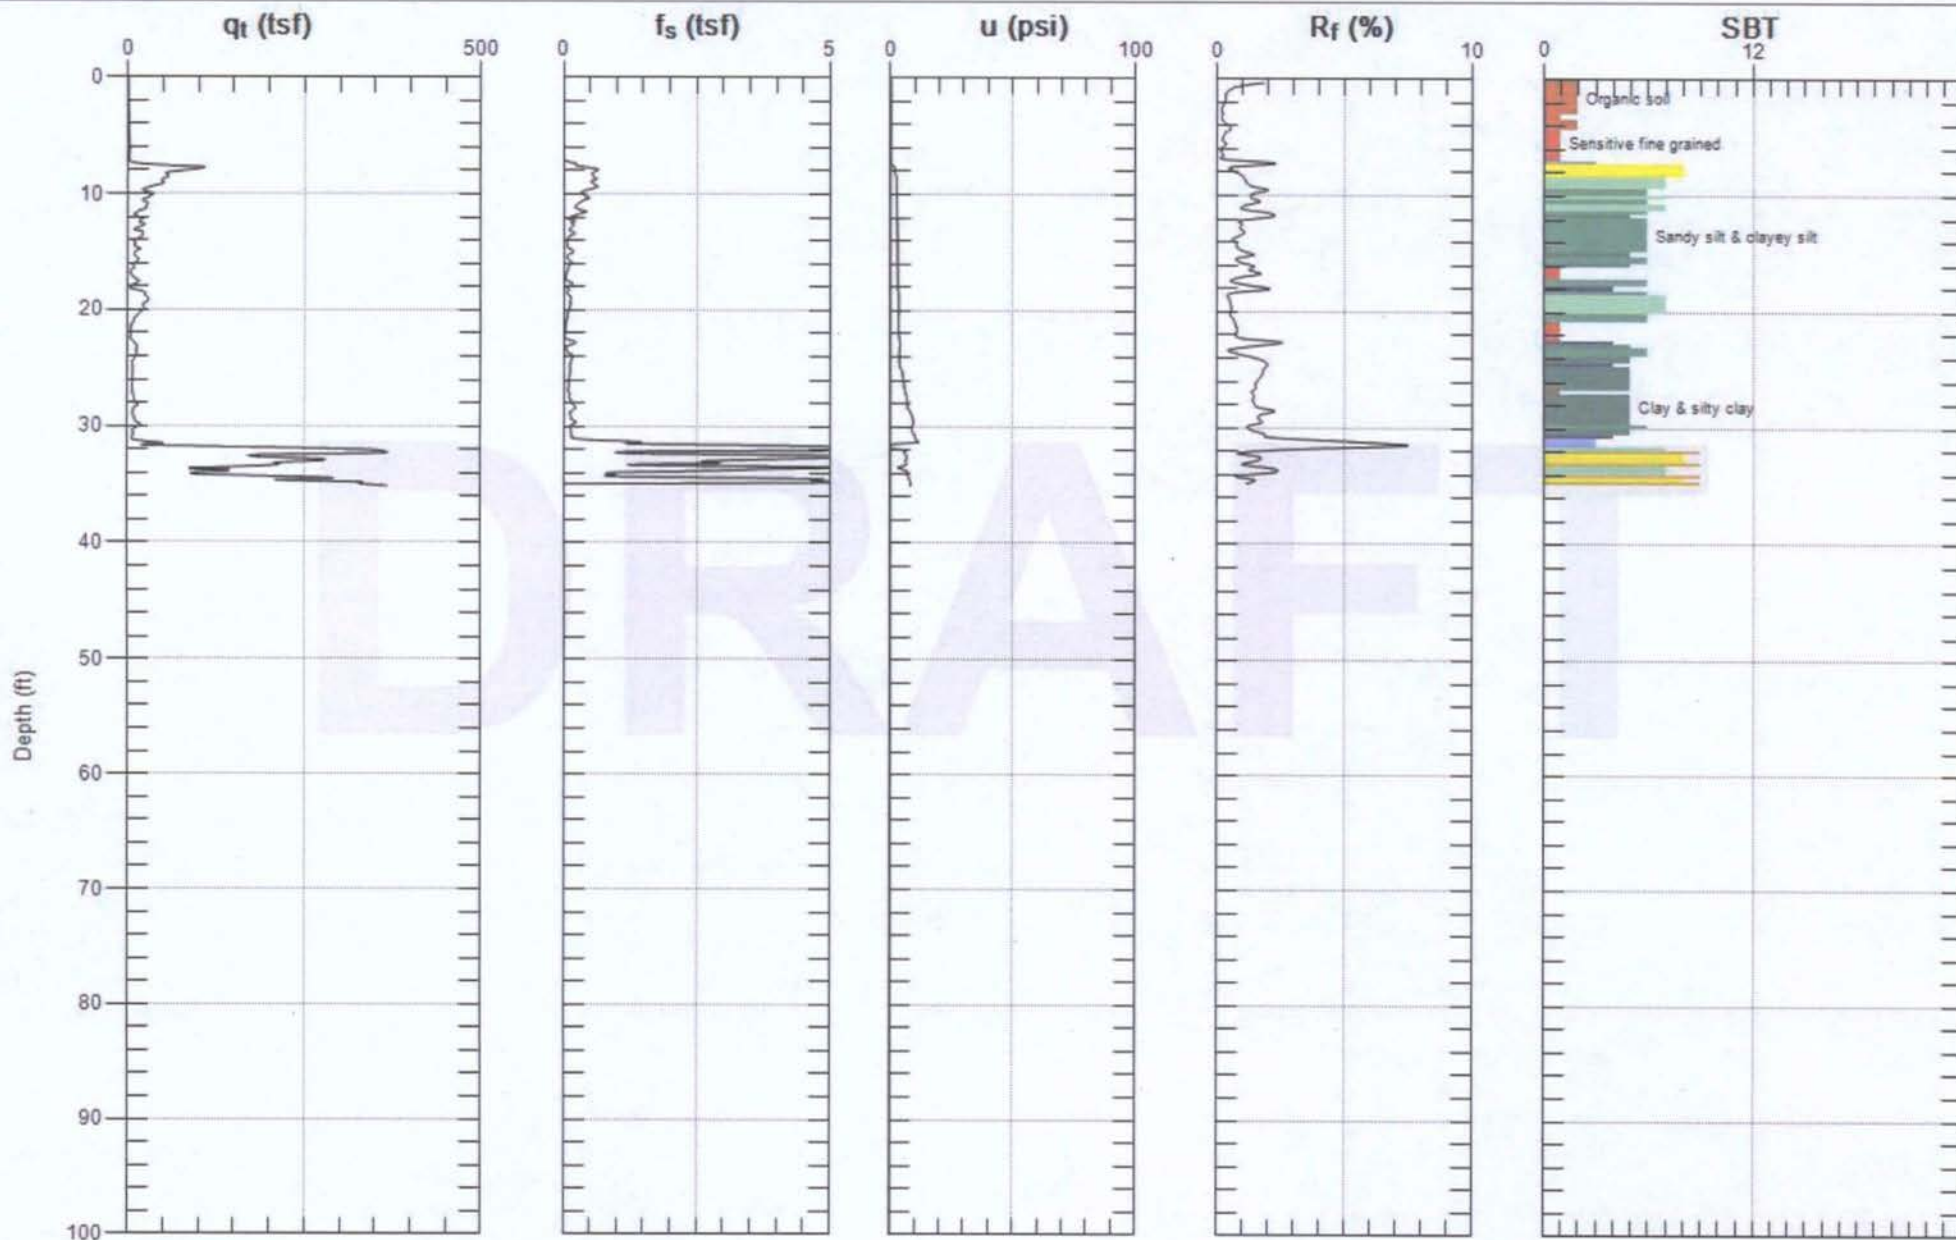 qt (tsf)
fs (tsf)
u (psi)
Rf (%)
SBT
0 500
0 5
0 100
0 10
0 12
0
10
20
30
40
50
60
70
80
90
100
Depth (ft)
Organic soil
Sensitive fine grained
Sandy silt & clayey silt
Clay & silty clay
DRAFT